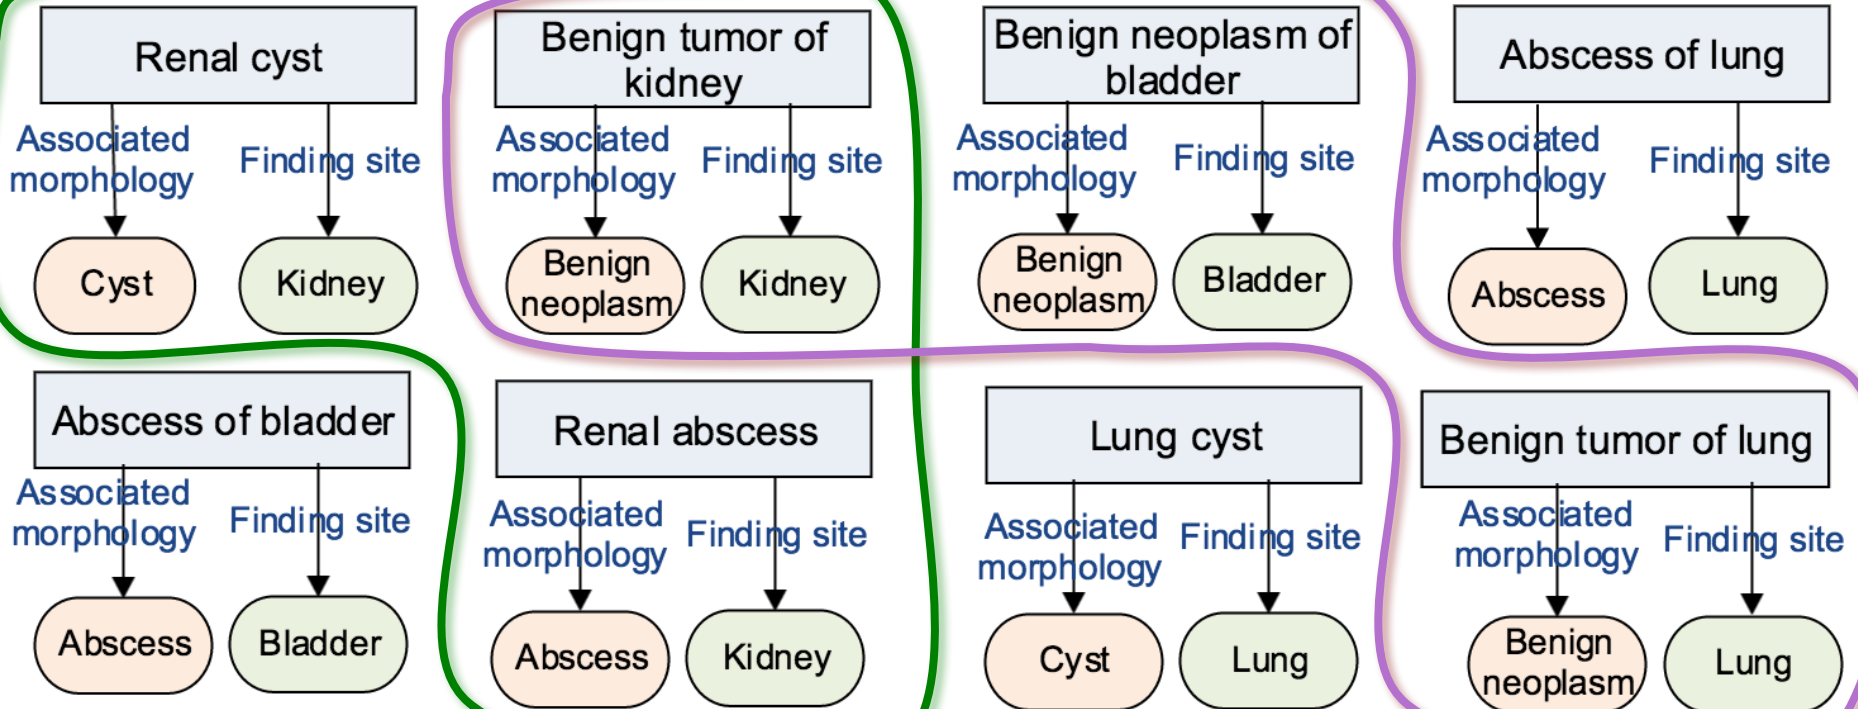 Renal cyst
Associated
morphology
Finding site
Cyst
Kidney
Benign tumor of
kidney
Associated
morphology
Finding site
Benign
neoplasm
Kidney
Benign neoplasm of
bladder
Associated
morphology
Finding site
Benign
neoplasm
Bladder
Abscess of lung
Associated
morphology
Finding site
Abscess
Lung
Abscess of bladder
Associated
morphology
Finding site
Abscess
Bladder
Renal abscess
Associated
morphology
Finding site
Abscess
Kidney
Lung cyst
Associated
morphology
Finding site
Cyst
Lung
Benign tumor of lung
Associated
morphology
Finding site
Benign
neoplasm
Lung